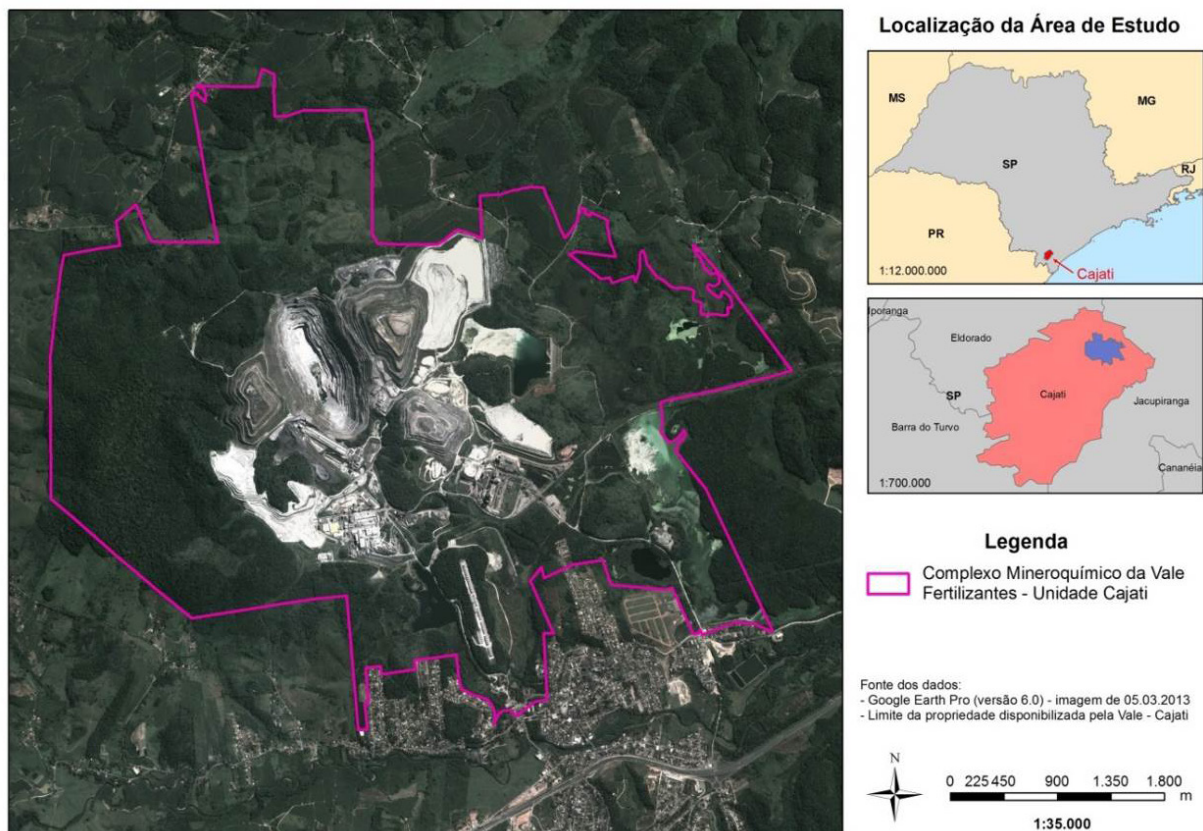 Localização da Área de Estudo
MS
MG
SP
RJ
PR
Cajati
1:12.000.000
Iporanga
Eldorado
SP
Cajati
Jacupiranga
Barra do Turvo
Cananéia
1:700.000
Legenda
Complexo Mineroquímico da Vale
Fertilizantes - Unidade Cajati
Fonte dos dados:
- Google Earth Pro (versão 6.0) - imagem de 05.03.2013
- Limite da propriedade disponibilizada pela Vale - Cajati
N
0 225 450 900 1.350 1.800
m
1:35.000